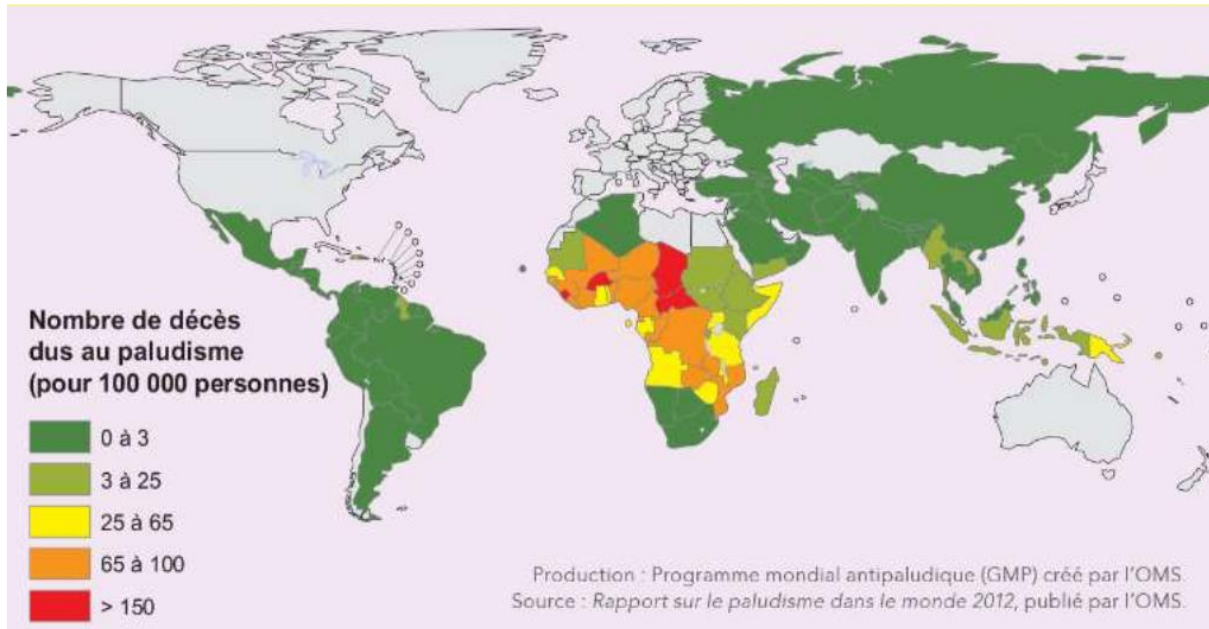 Nombre de décès
dus au paludisme
(pour 100 000 personnes)
0 à 3
3 à 25
25 à 65
65 à 100
> 150
Production : Programme mondial antipaludique (GMP) créé par l'OMS.
Source : Rapport sur le paludisme dans le monde 2012, publié par l'OMS.